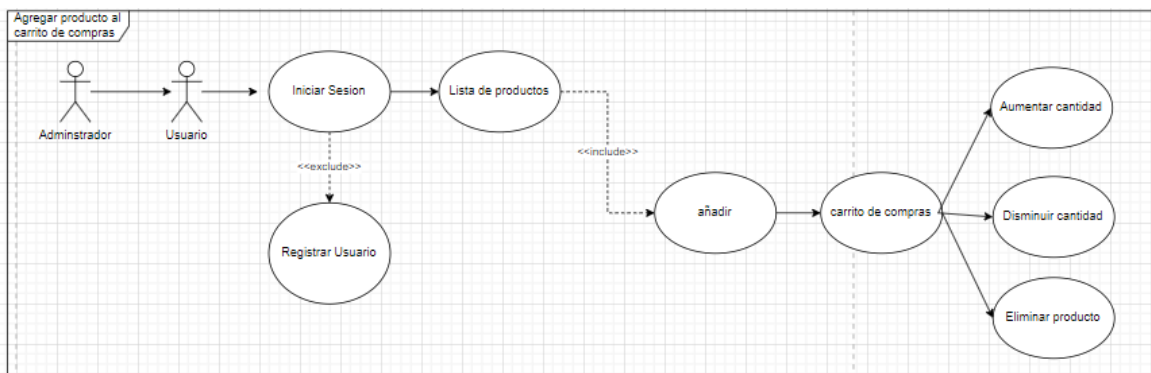 Agregar producto al
carrito de compras
Adminstrador
Usuario
Iniciar Sesion
Lista de productos
<<exclude>>
Registrar Usuario
<<include>>
añadir
carrito de compras
Aumentar cantidad
Disminuir cantidad
Eliminar producto